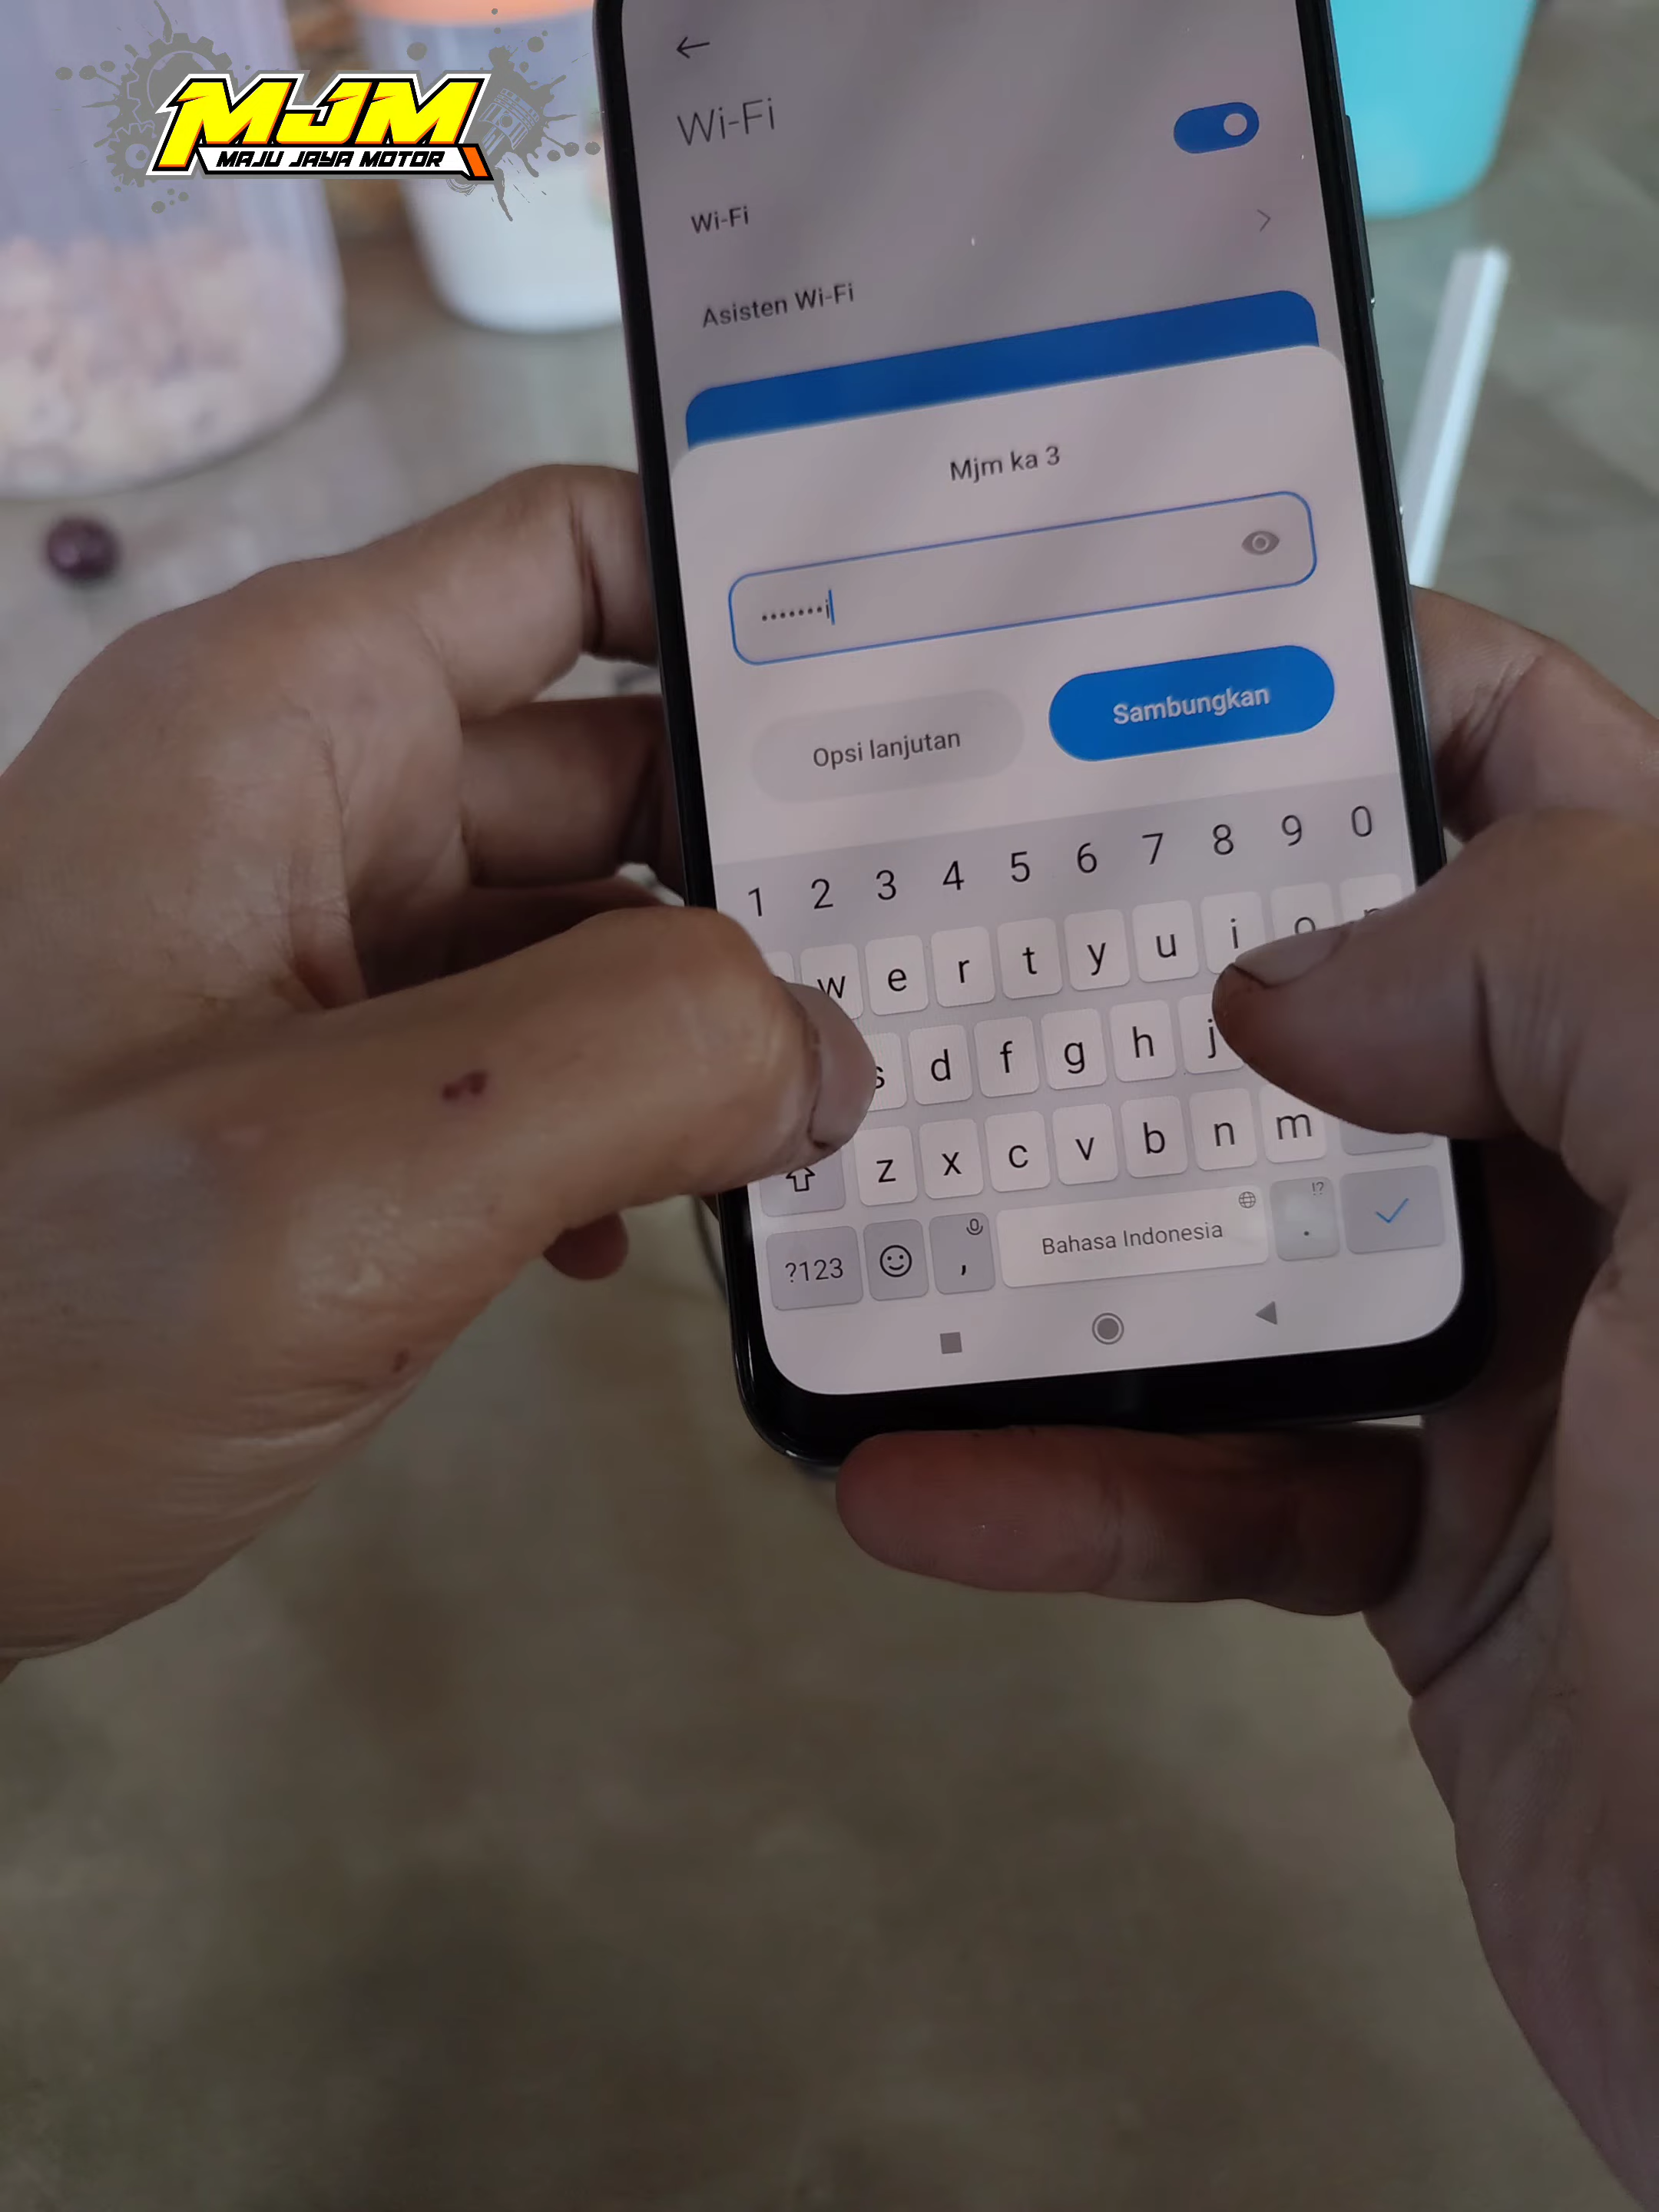 MJM
MAJU JAYA MOTOR
Wi-Fi
Wi-Fi
Asisten Wi-Fi
Mjm ka 3
•••••••i
Opsi lanjutan
Sambungkan
1 2 3 4 5 6 7 8 9 0
w e r t y u i o
s d f g h j
z x c v b n m
?123 , Bahasa Indonesia . !?